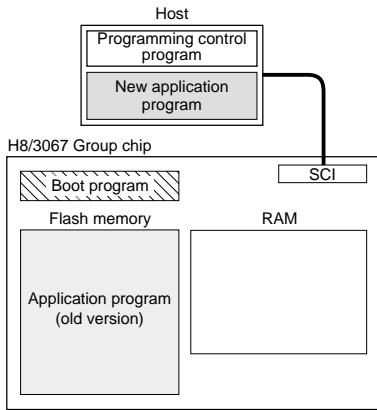 Host
Programming control
program
New application
program
H8/3067 Group chip
SCI
Boot program
Flash memory
RAM
Application program
(old version)